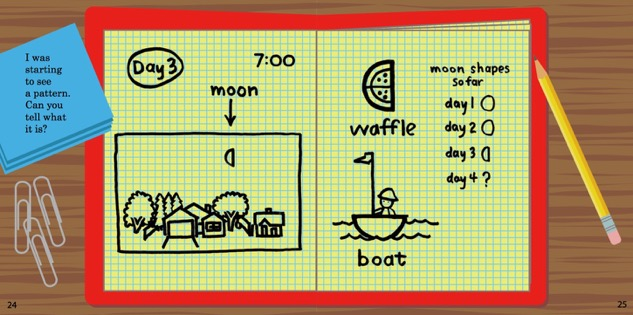 I was
starting
to see
a pattern.
Can you
tell what
it is?
Day 3
7:00
moon
waffle
boat
moon shapes
so far
day 1
day 2
day 3
day 4 ?
24
25